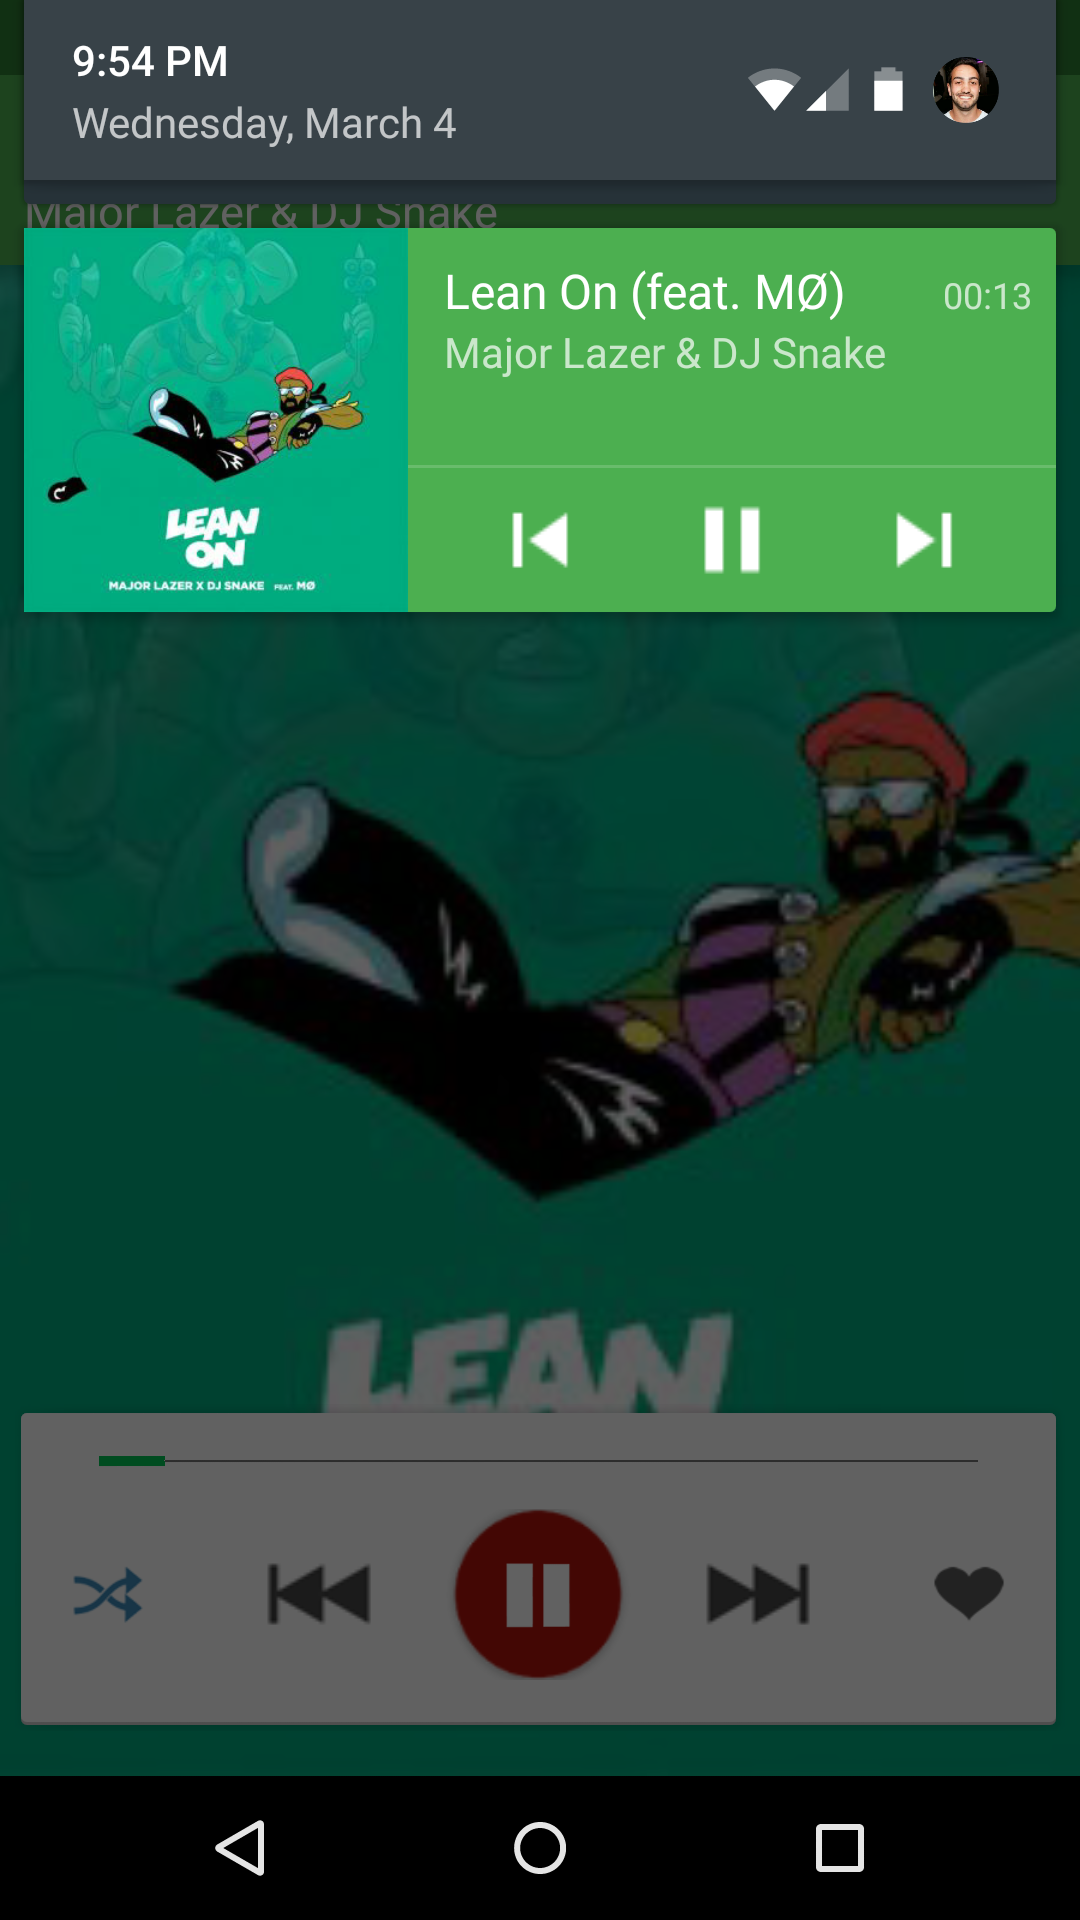 9:54 PM
Wednesday, March 4
Major Lazer & DJ Snake
Lean On (feat. MØ)
00:13
Major Lazer & DJ Snake
LEAN
ON
MAJOR LAZER X DJ SNAKE FEAT. MØ
LEAN